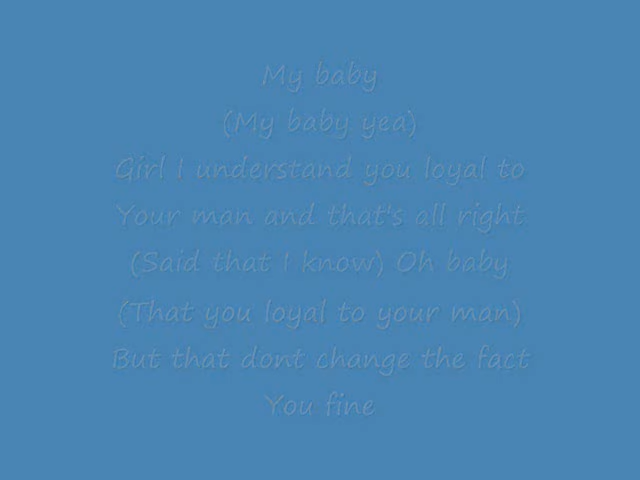 My baby
(My baby yea)
Girl I understand you loyal to
Your man and that's all right
(Said that I know) Oh baby
(That you loyal to your man)
But that dont change the fact
You fine